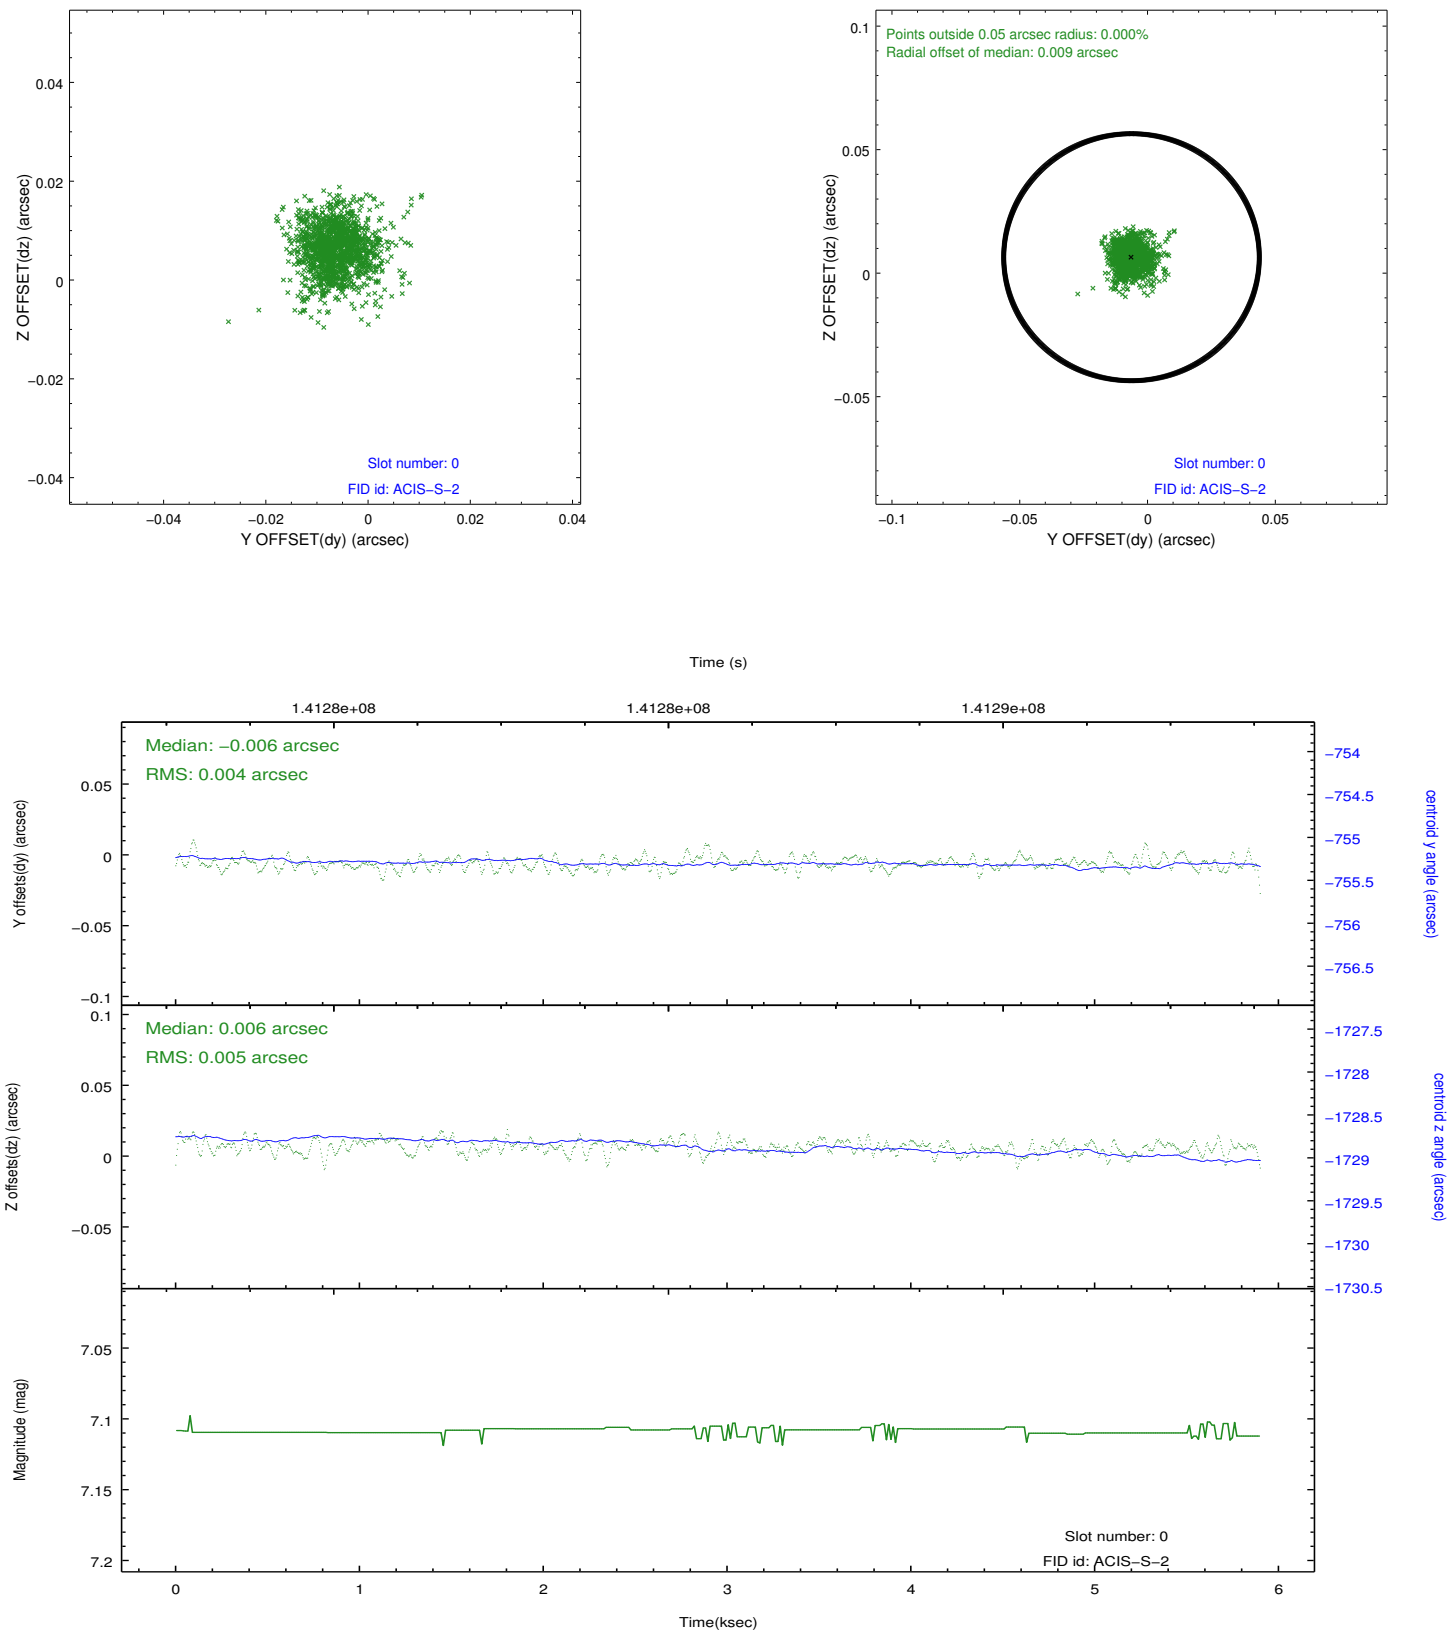 0.04
0.02
0
−0.02
−0.04
Z OFFSET(dz) (arcsec)
Slot number: 0
FID id: ACIS−S−2
−0.04
−0.02
0
0.02
0.04
Y OFFSET(dy) (arcsec)
Points outside 0.05 arcsec radius: 0.000%
Radial offset of median: 0.009 arcsec
0.1
0.05
0
−0.05
Z OFFSET(dz) (arcsec)
Slot number: 0
FID id: ACIS−S−2
−0.1
−0.05
0
0.05
Y OFFSET(dy) (arcsec)
Time (s)
1.4128e+08
1.4128e+08
1.4129e+08
Median: −0.006 arcsec
RMS: 0.004 arcsec
0.05
0
−0.05
−0.1
Y offsets(dy) (arcsec)
−754
−754.5
−755
−755.5
−756
−756.5
centroid y angle (arcsec)
Median: 0.006 arcsec
RMS: 0.005 arcsec
0.1
0.05
0
−0.05
Z offsets(dz) (arcsec)
−1727.5
−1728
−1728.5
−1729
−1729.5
−1730
−1730.5
centroid z angle (arcsec)
7.05
7.1
7.15
7.2
Magnitude (mag)
Slot number: 0
FID id: ACIS−S−2
0
1
2
3
4
5
6
Time(ksec)